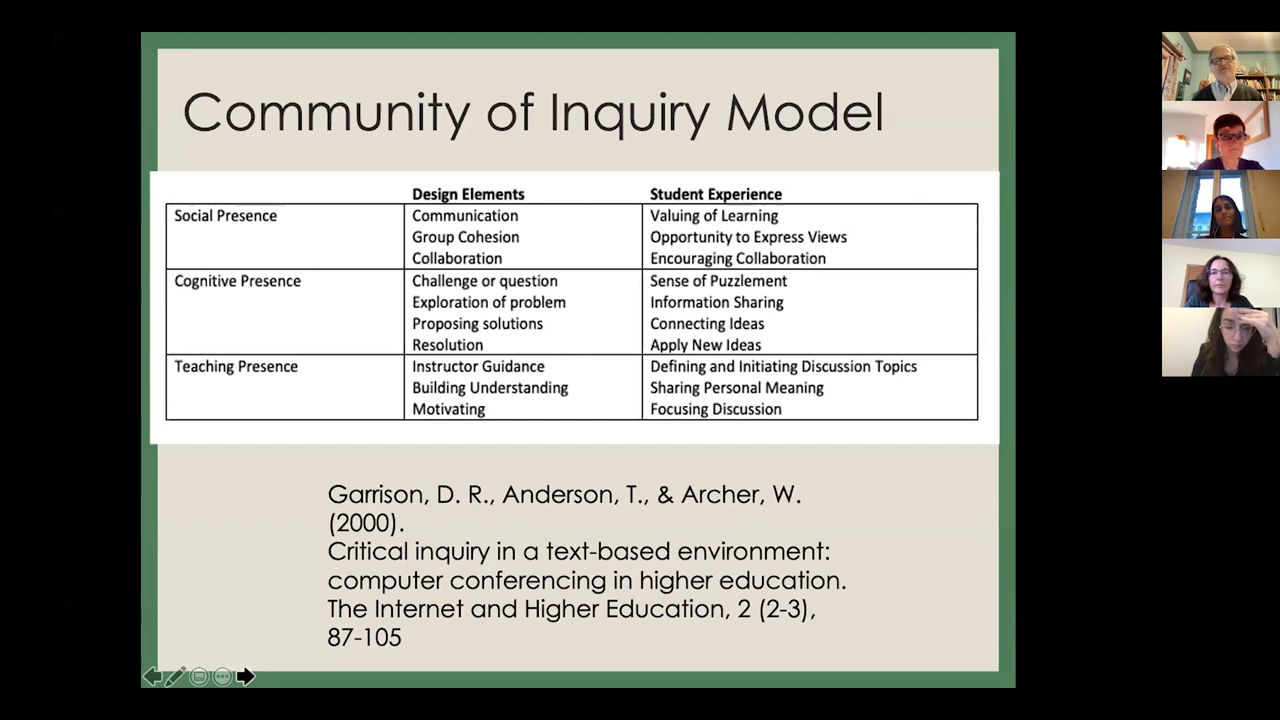 Community of Inquiry Model
Design Elements Student Experience
Social Presence Communication Valuing of Learning
Group Cohesion Opportunity to Express Views
Collaboration Encouraging Collaboration
Cognitive Presence Challenge or question Sense of Puzzlement
Exploration of problem Information Sharing
Proposing solutions Connecting Ideas
Resolution Apply New Ideas
Teaching Presence Instructor Guidance Defining and Initiating Discussion Topics
Building Understanding Sharing Personal Meaning
Motivating Focusing Discussion
Garrison, D. R., Anderson, T., & Archer, W.
(2000).
Critical inquiry in a text-based environment:
computer conferencing in higher education.
The Internet and Higher Education, 2 (2-3),
87-105